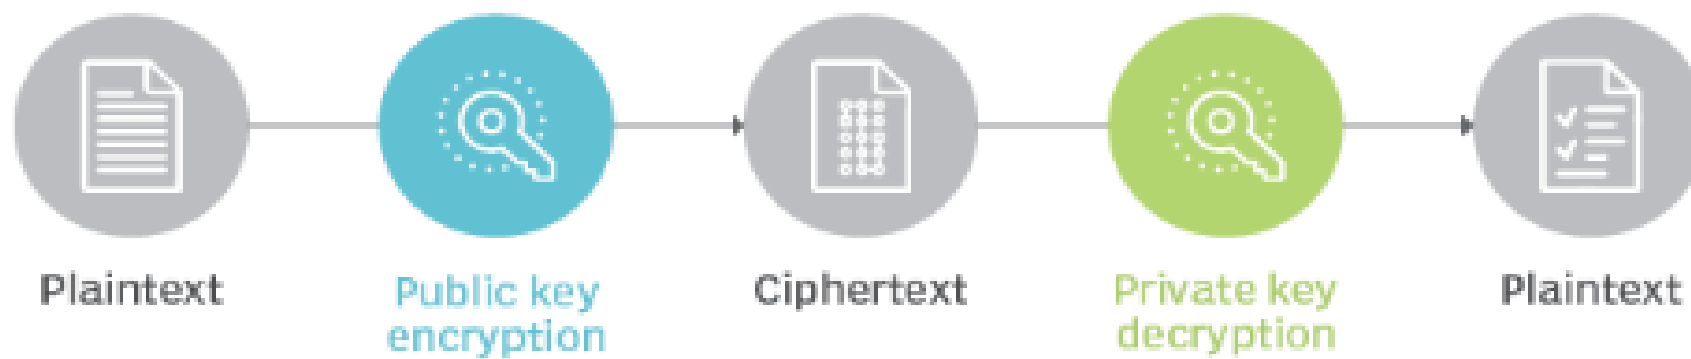 Plaintext
Public key
encryption
Ciphertext
Private key
decryption
Plaintext